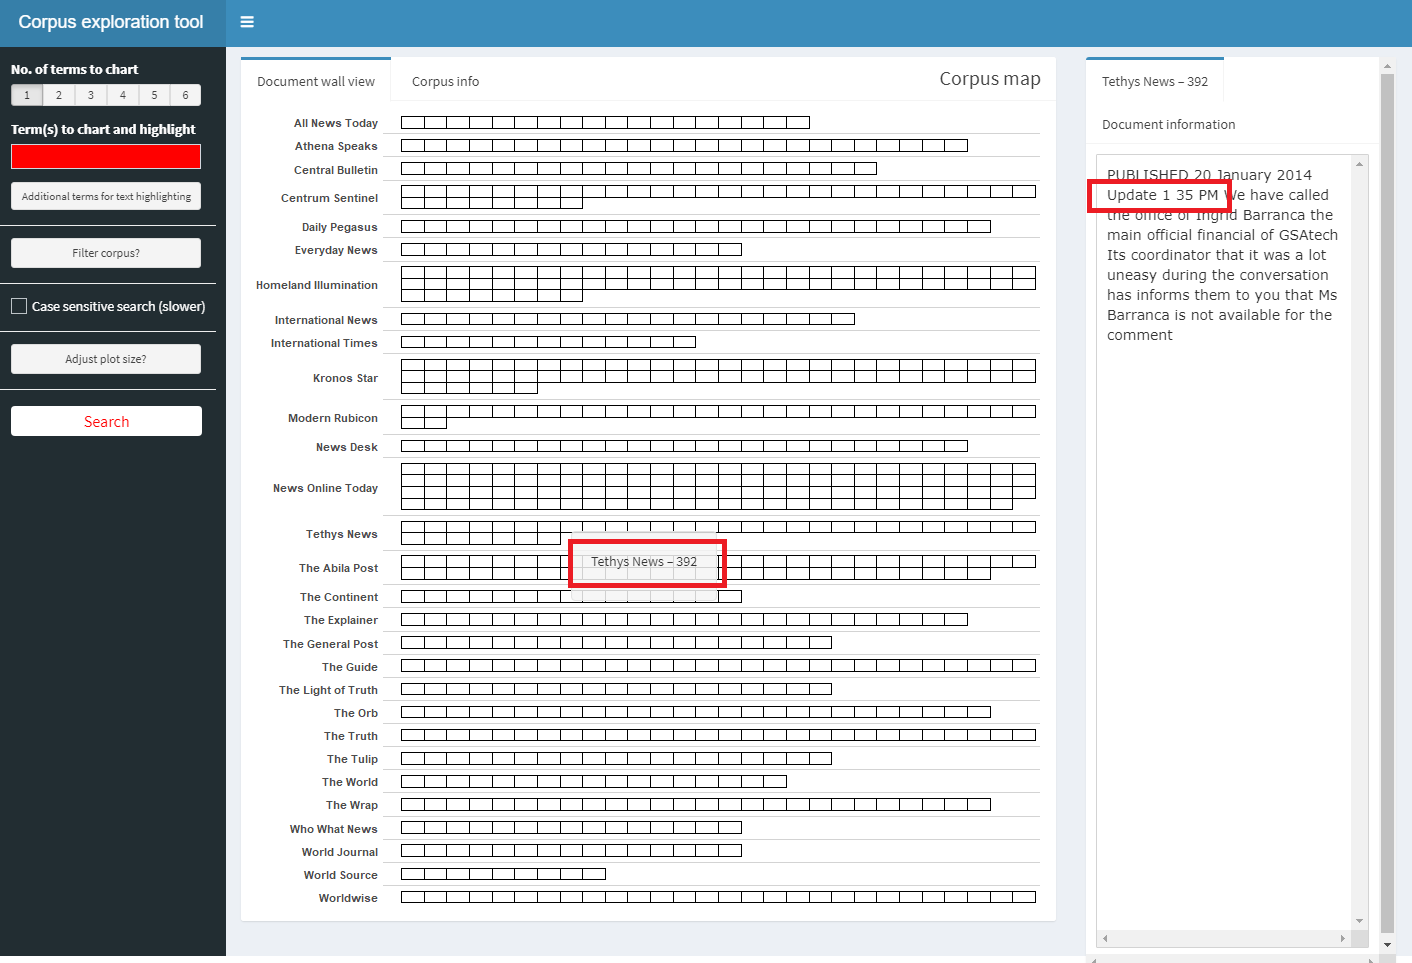 Corpus exploration tool
No. of terms to chart
1 2 3 4 5 6
Term(s) to chart and highlight
Additional terms for text highlighting
Filter corpus?
Case sensitive search (slower)
Adjust plot size?
Search
Document wall view
Corpus info
Corpus map
All News Today
Athena Speaks
Central Bulletin
Centrum Sentinel
Daily Pegasus
Everyday News
Homeland Illumination
International News
International Times
Kronos Star
Modern Rubicon
News Desk
News Online Today
Tethys News
The Abila Post
The Continent
The Explainer
The General Post
The Guide
The Light of Truth
The Orb
The Truth
The Tulip
The World
The Wrap
Who What News
World Journal
World Source
Worldwise
Tethys News – 392
Tethys News – 392
Document information
PUBLISHED 20 January 2014
Update 1 35 PM We have called
the office of Ingrid Barranca the
main official financial of GSAtech
Its coordinator that it was a lot
uneasy during the conversation
has informs them to you that Ms
Barranca is not available for the
comment